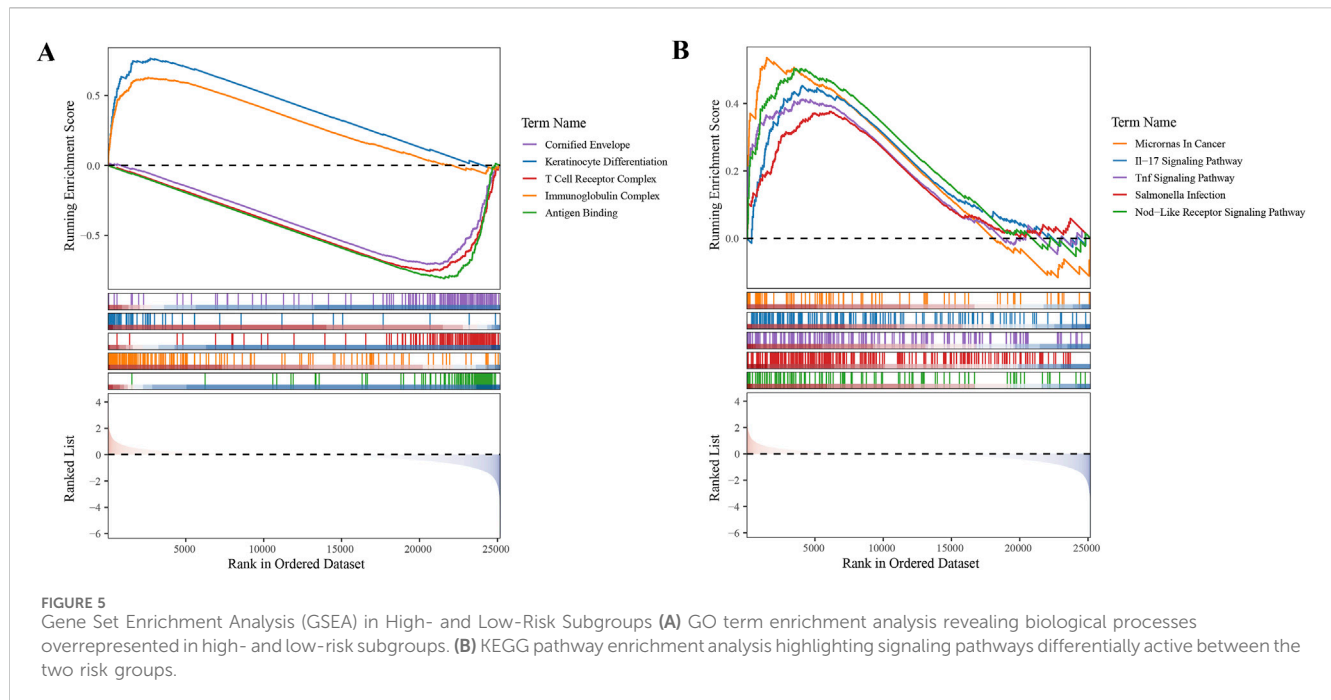 A
Running Enrichment Score
0.5
0.0
−0.5
Term Name
Cornified Envelope
Keratinocyte Differentiation
T Cell Receptor Complex
Immunoglobulin Complex
Antigen Binding
Ranked List
4
2
0
−2
−4
−6
5000 10000 15000 20000 25000
Rank in Ordered Dataset
B
Running Enrichment Score
0.4
0.2
0.0
Term Name
Micrornas In Cancer
Il−17 Signaling Pathway
Tnf Signaling Pathway
Salmonella Infection
Nod−Like Receptor Signaling Pathway
Ranked List
4
2
0
−2
−4
−6
5000 10000 15000 20000 25000
Rank in Ordered Dataset
FIGURE 5
Gene Set Enrichment Analysis (GSEA) in High- and Low-Risk Subgroups (A) GO term enrichment analysis revealing biological processes
overrepresented in high- and low-risk subgroups. (B) KEGG pathway enrichment analysis highlighting signaling pathways differentially active between the
two risk groups.